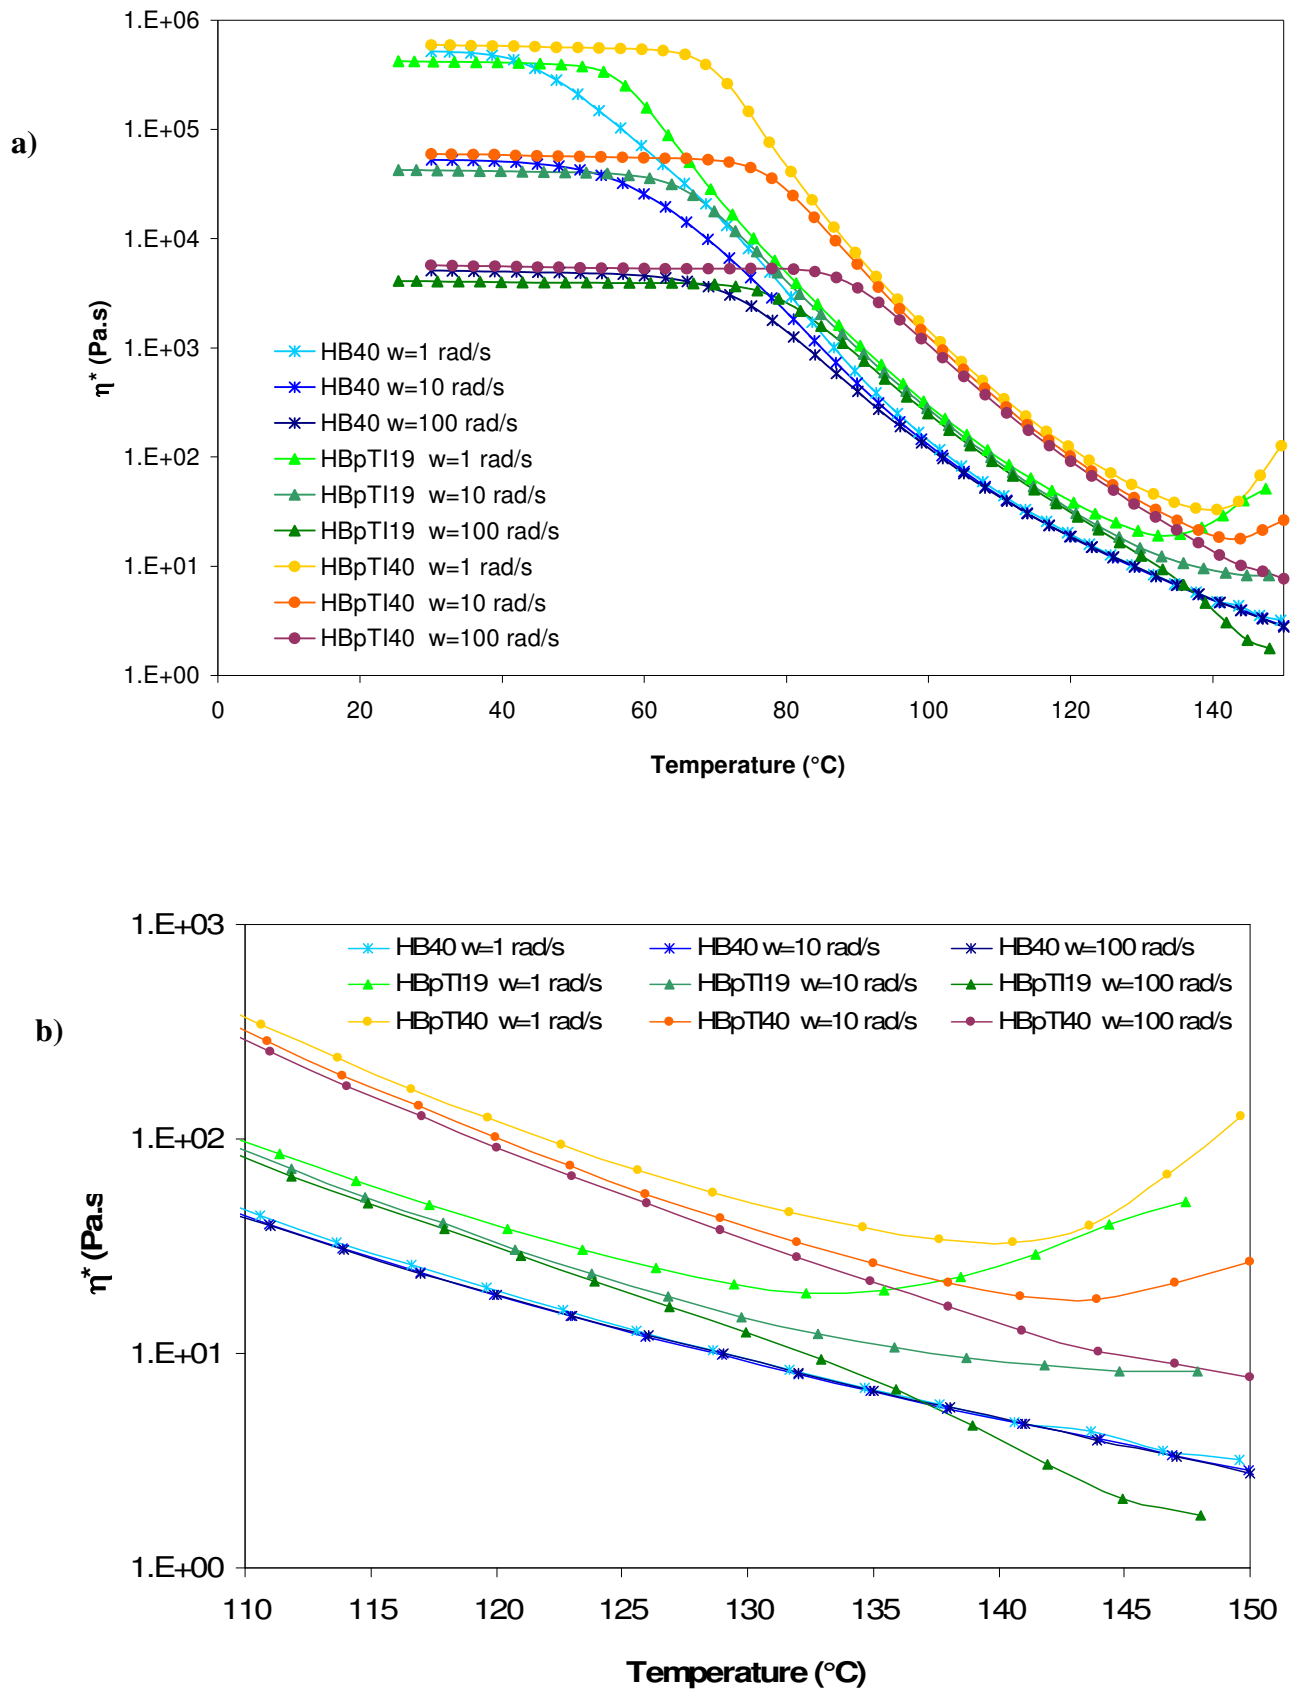 a)
1.E+06
1.E+05
1.E+04
1.E+03
1.E+02
1.E+01
1.E+00
η* (Pa.s)
HB40 w=1 rad/s
HB40 w=10 rad/s
HB40 w=100 rad/s
HBpTI19 w=1 rad/s
HBpTI19 w=10 rad/s
HBpTI19 w=100 rad/s
HBpTI40 w=1 rad/s
HBpTI40 w=10 rad/s
HBpTI40 w=100 rad/s
0 20 40 60 80 100 120 140
Temperature (°C)
b)
1.E+03
1.E+02
1.E+01
1.E+00
η* (Pa.s
HB40 w=1 rad/s HB40 w=10 rad/s HB40 w=100 rad/s
HBpTI19 w=1 rad/s HBpTI19 w=10 rad/s HBpTI19 w=100 rad/s
HBpTI40 w=1 rad/s HBpTI40 w=10 rad/s HBpTI40 w=100 rad/s
110 115 120 125 130 135 140 145 150
Temperature (°C)